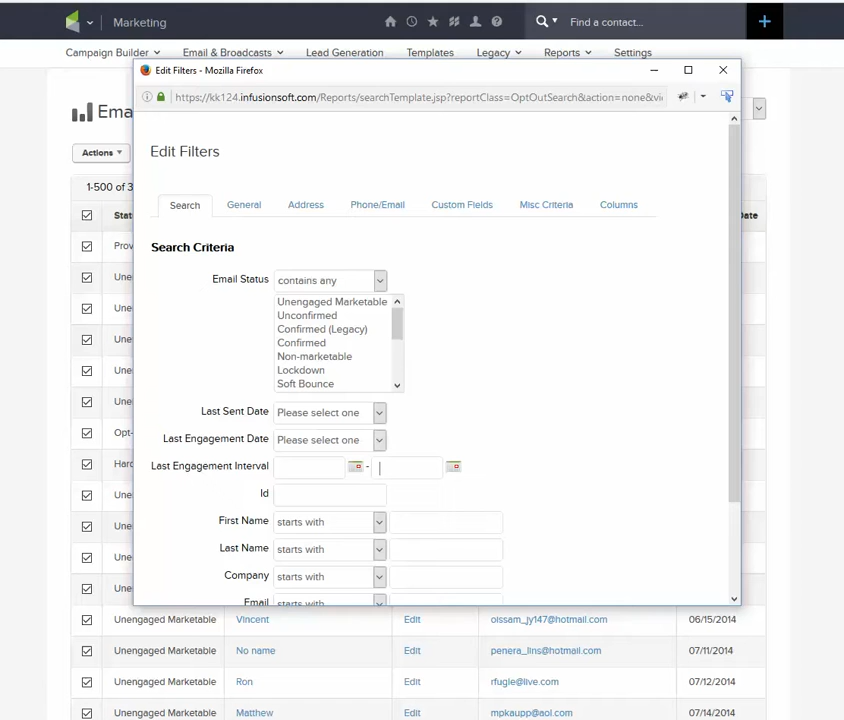 Marketing
Find a contact...
Campaign Builder
Email & Broadcasts
Lead Generation
Templates
Legacy
Reports
Settings
Edit Filters - Mozilla Firefox
https://kk124.infusionsoft.com/Reports/searchTemplate.jsp?reportClass=OptOutSearch&action=none&vi
Ema
Actions
1-500 of 3
Edit Filters
Search
General
Address
Phone/Email
Custom Fields
Misc Criteria
Columns
Stat
Date
Search Criteria
Prov
Une
Une
Une
Une
Une
Opt-
Hard
Une
Une
Une
Une
Email Status
contains any
Unengaged Marketable
Unconfirmed
Confirmed (Legacy)
Confirmed
Non-marketable
Lockdown
Soft Bounce
Last Sent Date
Please select one
Last Engagement Date
Please select one
Last Engagement Interval
-
Id
First Name
starts with
Last Name
starts with
Company
starts with
Email
starts with
Unengaged Marketable Vincent Edit oissam_jy147@hotmail.com 06/15/2014
Unengaged Marketable No name Edit penera_lins@hotmail.com 07/11/2014
Unengaged Marketable Ron Edit rfugle@live.com 07/12/2014
Unengaged Marketable Matthew Edit mpkaupp@aol.com 07/14/2014